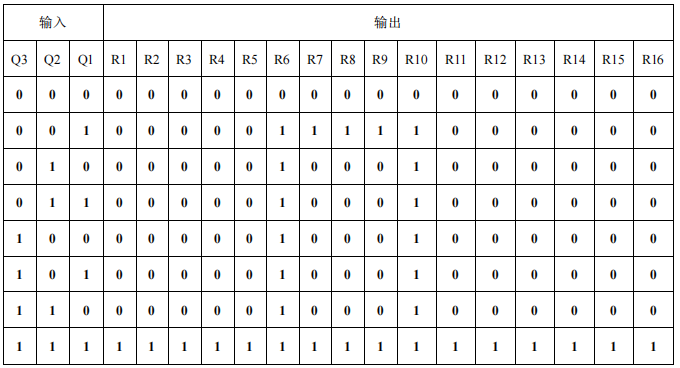 输入 输出
Q3 Q2 Q1 R1 R2 R3 R4 R5 R6 R7 R8 R9 R10 R11 R12 R13 R14 R15 R16
0 0 0 0 0 0 0 0 0 0 0 0 0 0 0 0 0 0 0
0 0 1 0 0 0 0 0 1 1 1 1 1 0 0 0 0 0 0
0 1 0 0 0 0 0 0 1 0 0 0 1 0 0 0 0 0 0
0 1 1 0 0 0 0 0 1 0 0 0 1 0 0 0 0 0 0
1 0 0 0 0 0 0 0 1 0 0 0 1 0 0 0 0 0 0
1 0 1 0 0 0 0 0 1 0 0 0 1 0 0 0 0 0 0
1 1 0 0 0 0 0 0 1 0 0 0 1 0 0 0 0 0 0
1 1 1 1 1 1 1 1 1 1 1 1 1 1 1 1 1 1 1